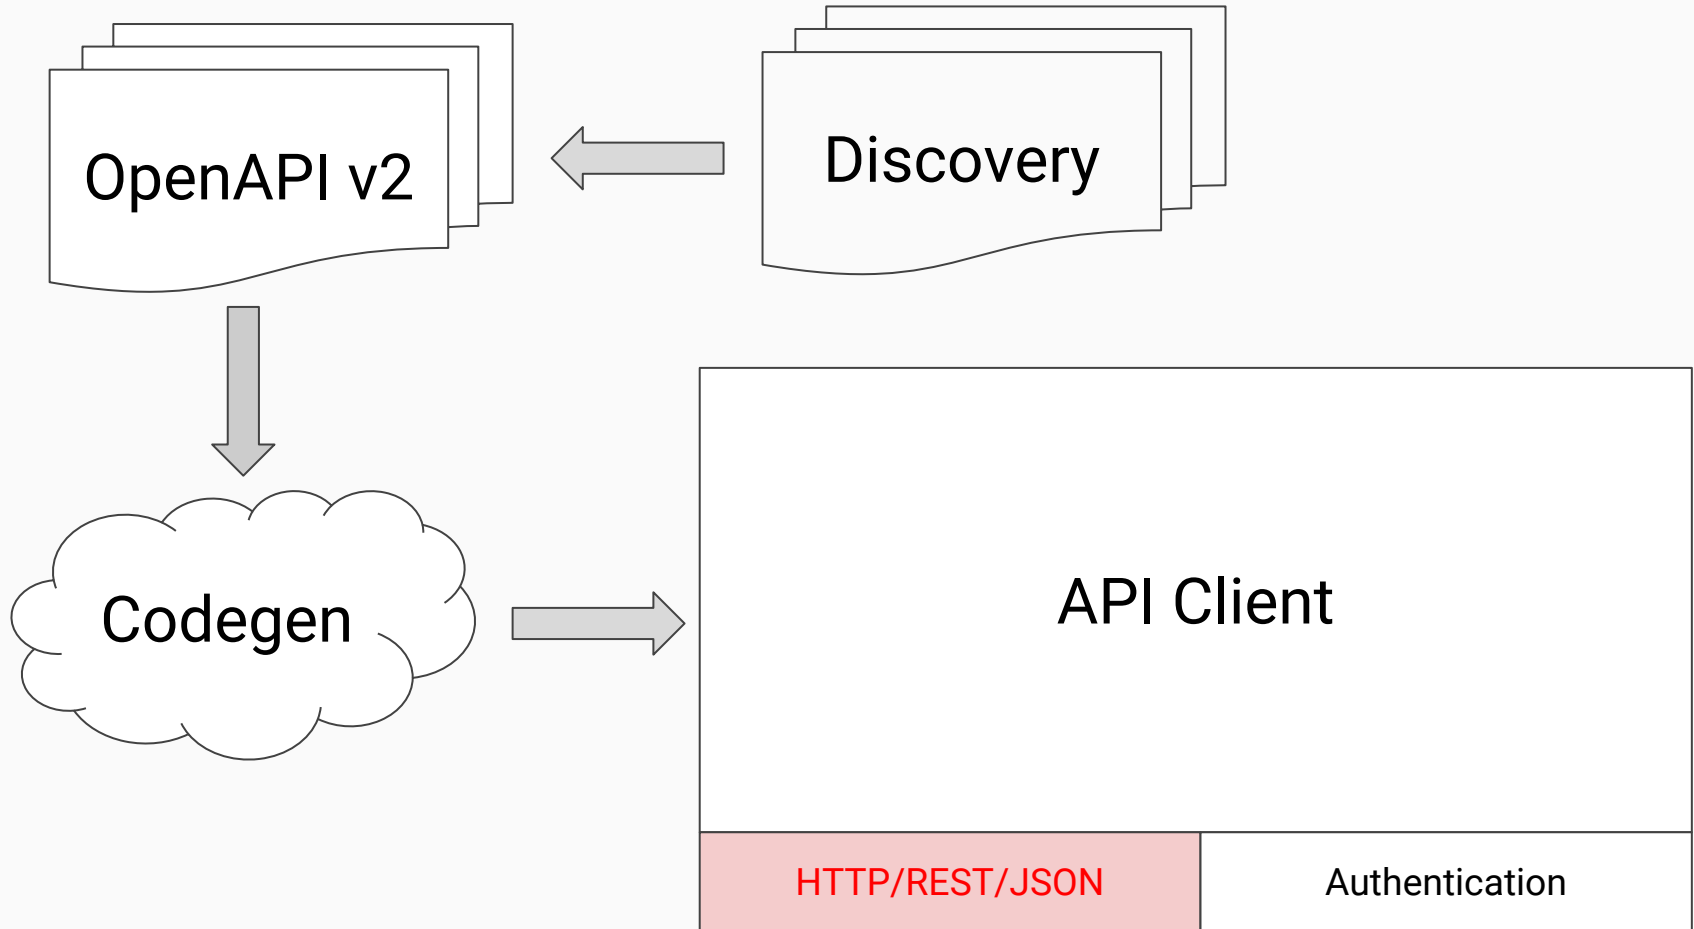 OpenAPI v2
Discovery
Codegen
API Client
HTTP/REST/JSON
Authentication